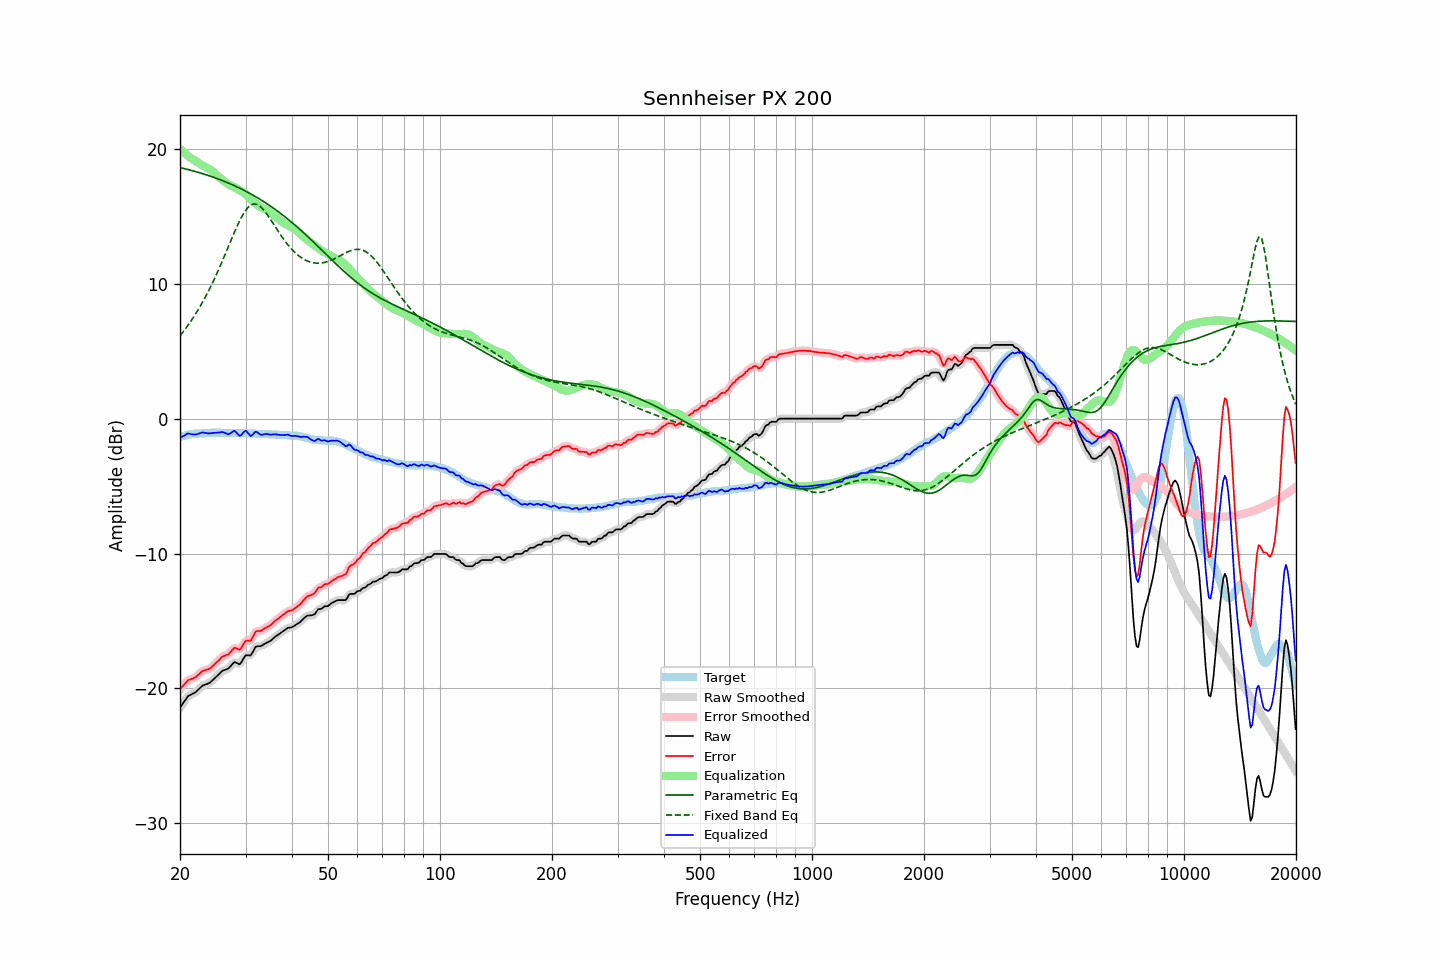 Sennheiser PX 200
Amplitude (dBr)
20
10
0
−10
−20
−30
Target
Raw Smoothed
Error Smoothed
Raw
Error
Equalization
Parametric Eq
Fixed Band Eq
Equalized
20 50 100 200 500 1000 2000 5000 10000 20000
Frequency (Hz)